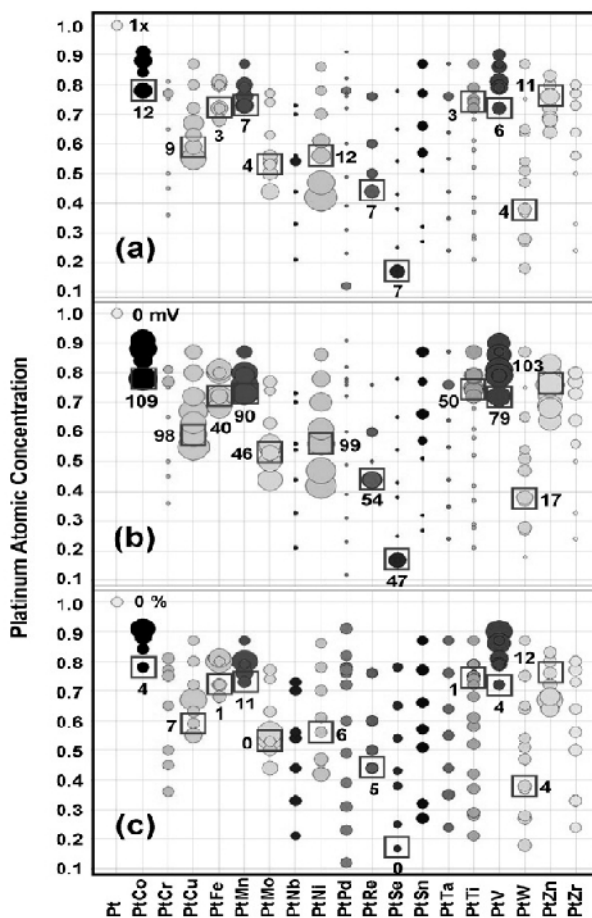 Platinum Atomic Concentration
1.0 1x
0.9
0.8 11
12 3 7 3 6
0.7
0.6 9 12
0.5 4
0.4 7 4
0.3
0.2 (a)
0.1 7
1.0 0 mV
0.9
0.8 103
109 50
0.7 40 90 79
0.6 98 99
0.5 46
0.4 54 17
0.3
0.2 (b)
0.1 47
1.0 0 %
0.9
0.8 12
4 11 1 4
0.7 1
0.6 7 6
0.5 0
0.4 5 4
0.3
0.2 (c)
0.1 0
Pt
PtCo
PtCr
PtCu
PtFe
PtMn
PtMo
PtNb
PtNi
PtPd
PtRe
PtSe
PtSn
PtTa
PtTi
PtV
PtW
PtZn
PtZr